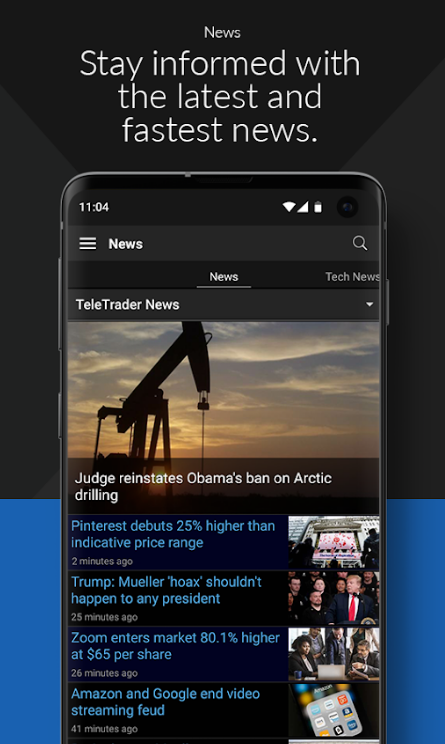 News
Stay informed with
the latest and
fastest news.
11:04
News
News
Tech News
TeleTrader News
Judge reinstates Obama's ban on Arctic
drilling
Pinterest debuts 25% higher than
indicative price range
2 minutes ago
Trump: Mueller 'hoax' shouldn't
happen to any president
25 minutes ago
Zoom enters market 80.1% higher
at $65 per share
26 minutes ago
Amazon and Google end video
streaming feud
41 minutes ago
Amazon